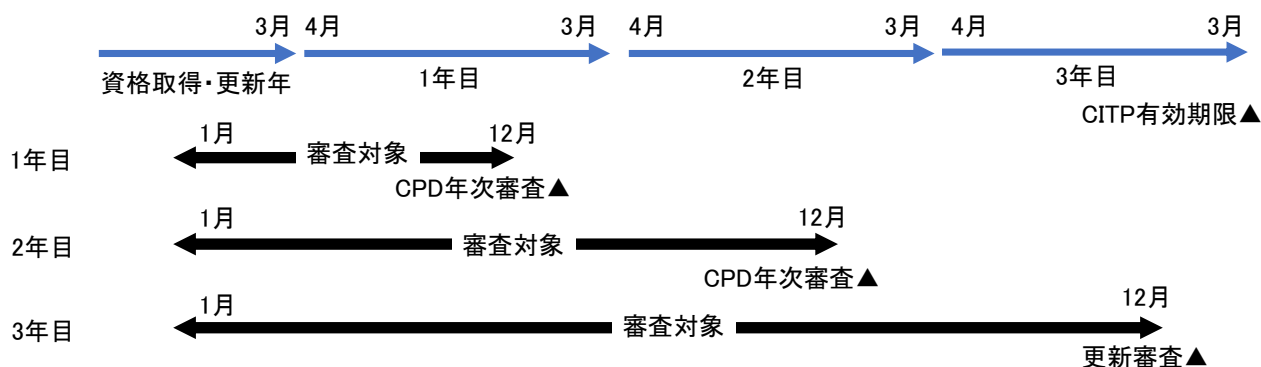 3月 4月 3月 4月 3月 4月 3月
資格取得・更新年 1年目 2年目 3年目
CITP有効期限▲
1月 12月
1年目 審査対象
CPD年次審査▲
1月 12月
2年目 審査対象
CPD年次審査▲
1月 12月
3年目 審査対象
更新審査▲